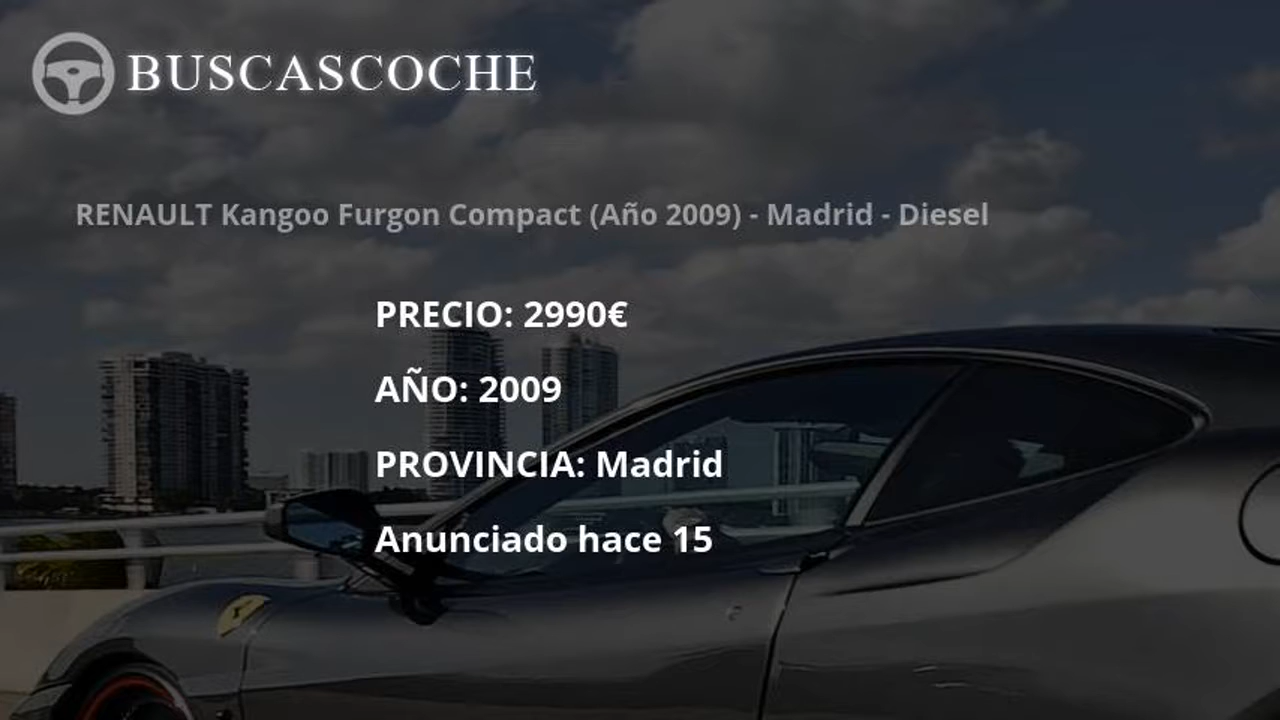 BUSCASCOCHE
RENAULT Kangoo Furgon Compact (Año 2009) - Madrid - Diesel
PRECIO: 2990€
AÑO: 2009
PROVINCIA: Madrid
Anunciado hace 15